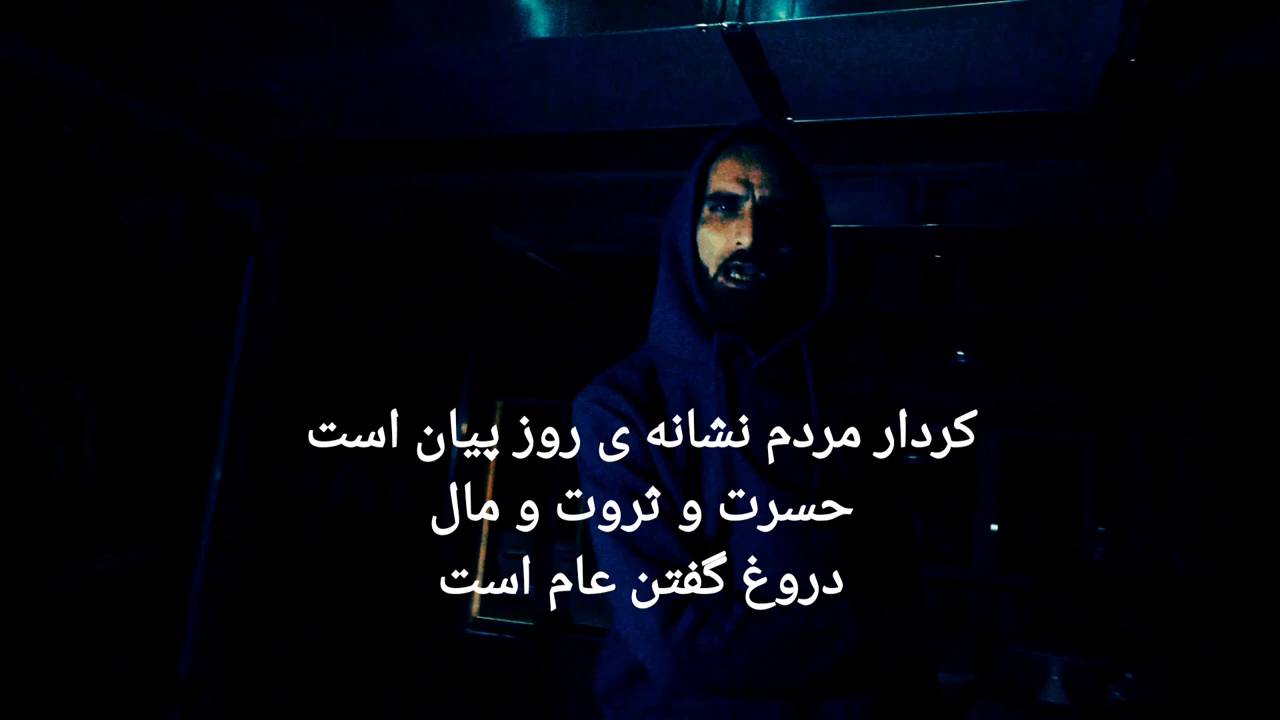 کردار مردم نشانه ی روز پیان است
حسرت و ثروت و مال
دروغ گفتن عام است